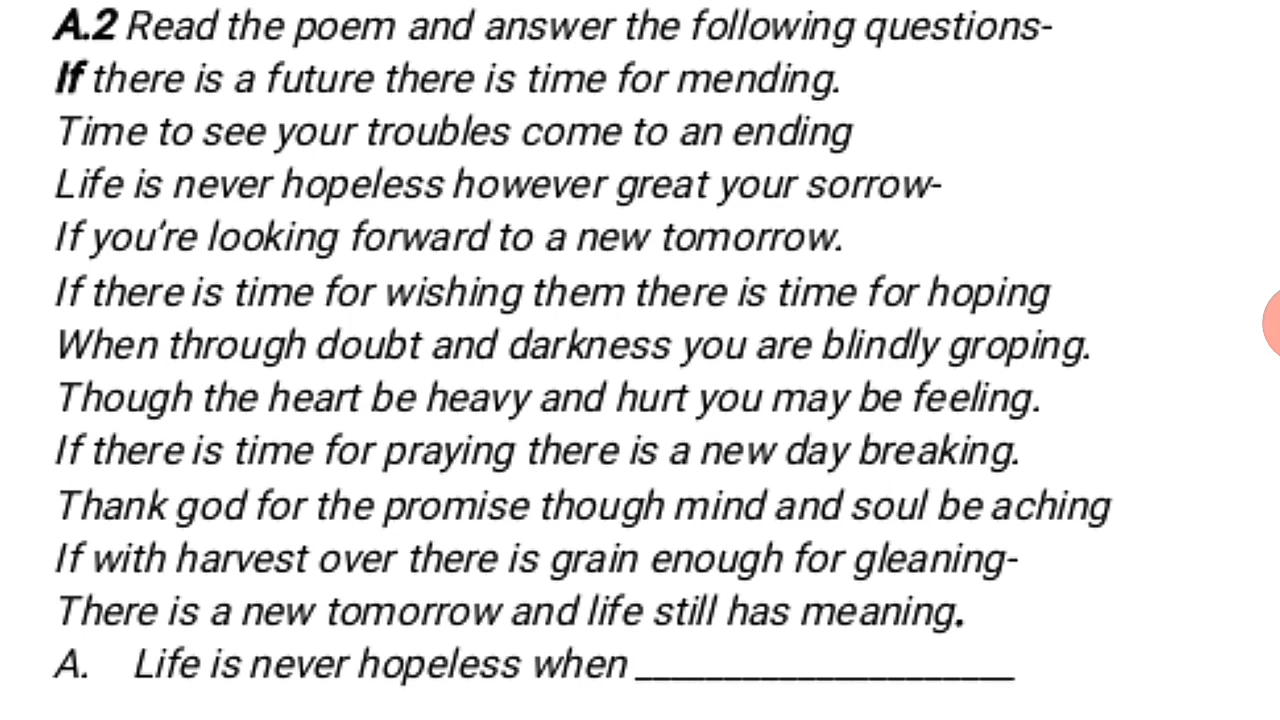 A.2 Read the poem and answer the following questions-
If there is a future there is time for mending.
Time to see your troubles come to an ending
Life is never hopeless however great your sorrow-
If you're looking forward to a new tomorrow.
If there is time for wishing them there is time for hoping
When through doubt and darkness you are blindly groping.
Though the heart be heavy and hurt you may be feeling.
If there is time for praying there is a new day breaking.
Thank god for the promise though mind and soul be aching
If with harvest over there is grain enough for gleaning-
There is a new tomorrow and life still has meaning.
A. Life is never hopeless when ____________________